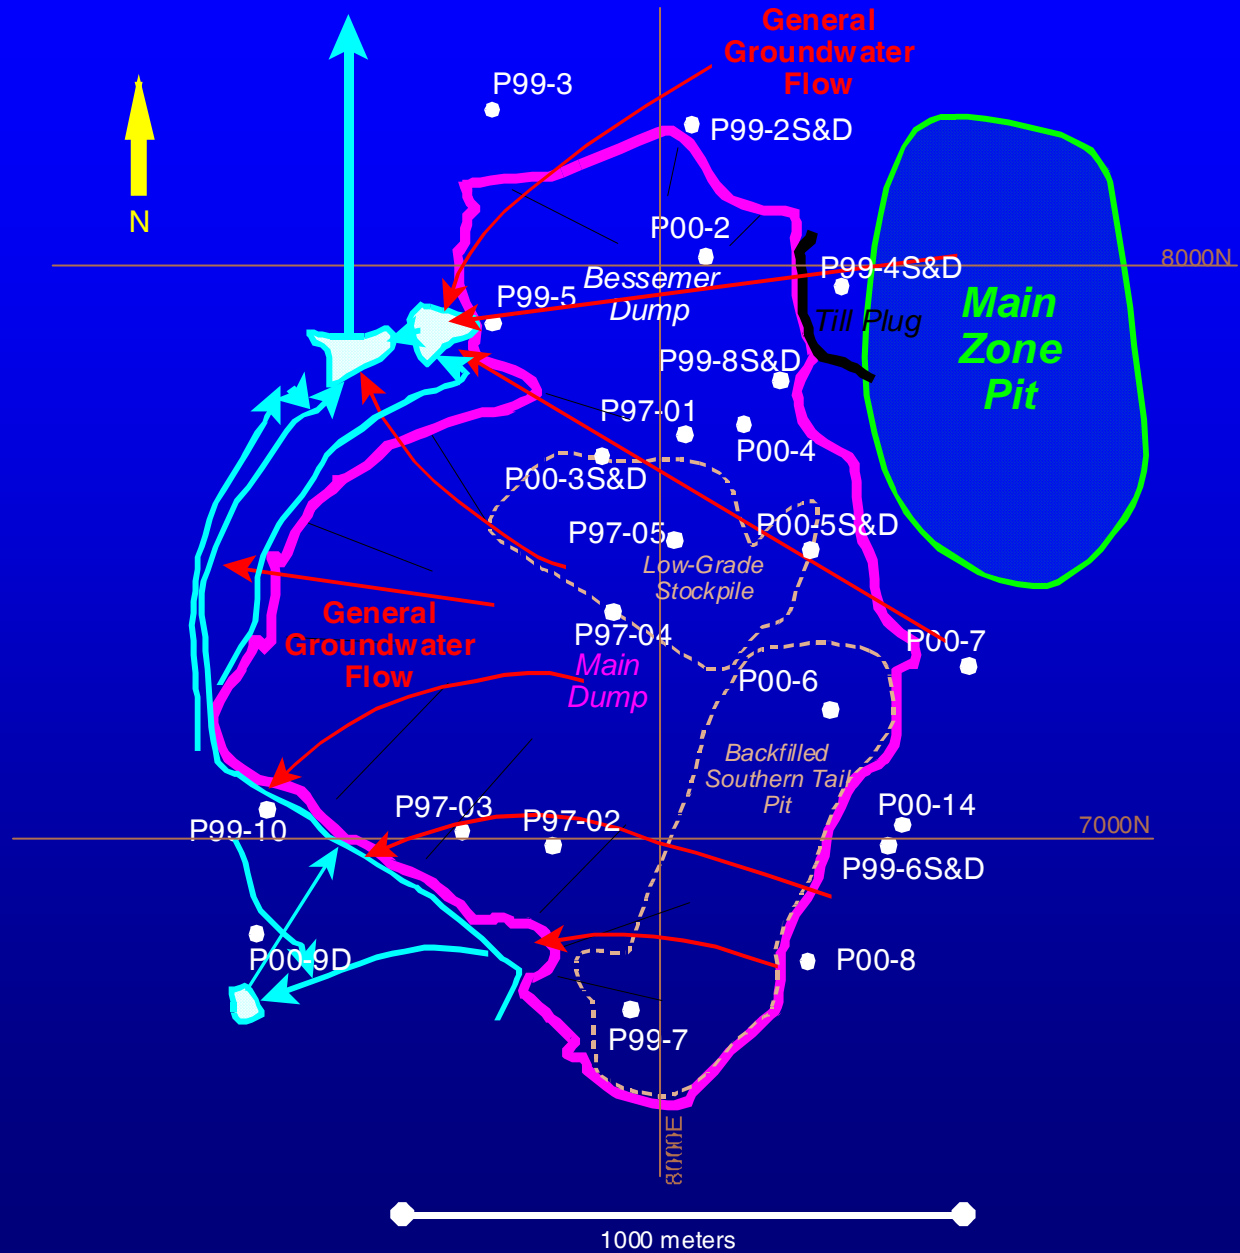 General
Groundwater
Flow
P99-3
P99-2S&D
N
P00-2
8000N
P99-4S&D
Bessemer
Dump
P99-5
Main
Zone
Pit
Till Plug
P99-8S&D
P97-01
P00-4
P00-3S&D
P00-5S&D
P97-05
Low-Grade
Stockpile
General
Groundwater
Flow
P97-04
P00-7
Main
Dump
P00-6
Backfilled
Southern Tail
Pit
P97-03
P97-02
P00-14
P99-10
7000N
P99-6S&D
P00-9D
P00-8
P99-7
8000E
1000 meters